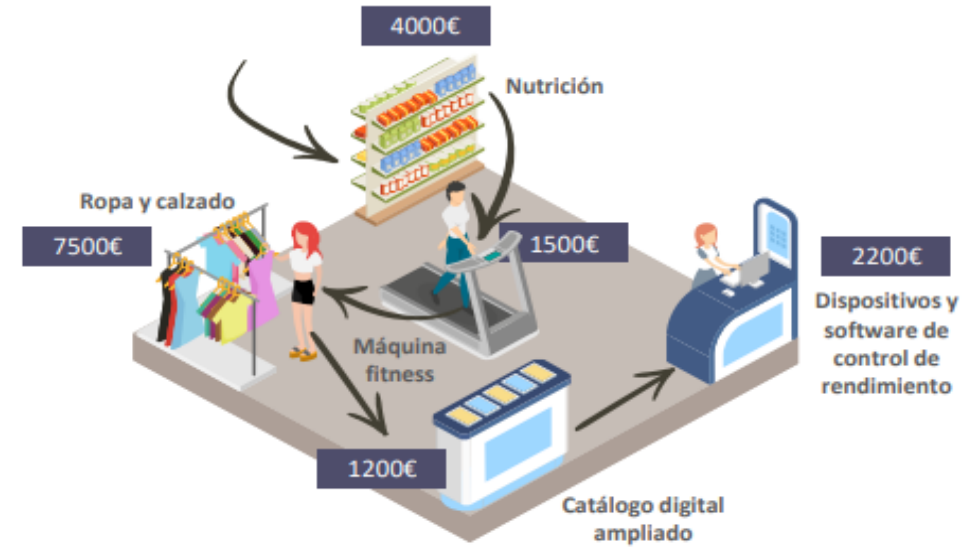 4000€
Nutrición
Ropa y calzado
7500€
1500€
2200€
Dispositivos y
software de
control de
rendimiento
Máquina
fitness
1200€
Catálogo digital
ampliado